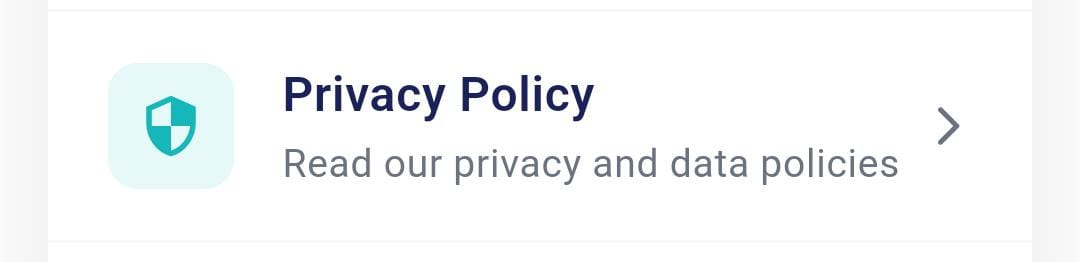 Privacy Policy
Read our privacy and data policies